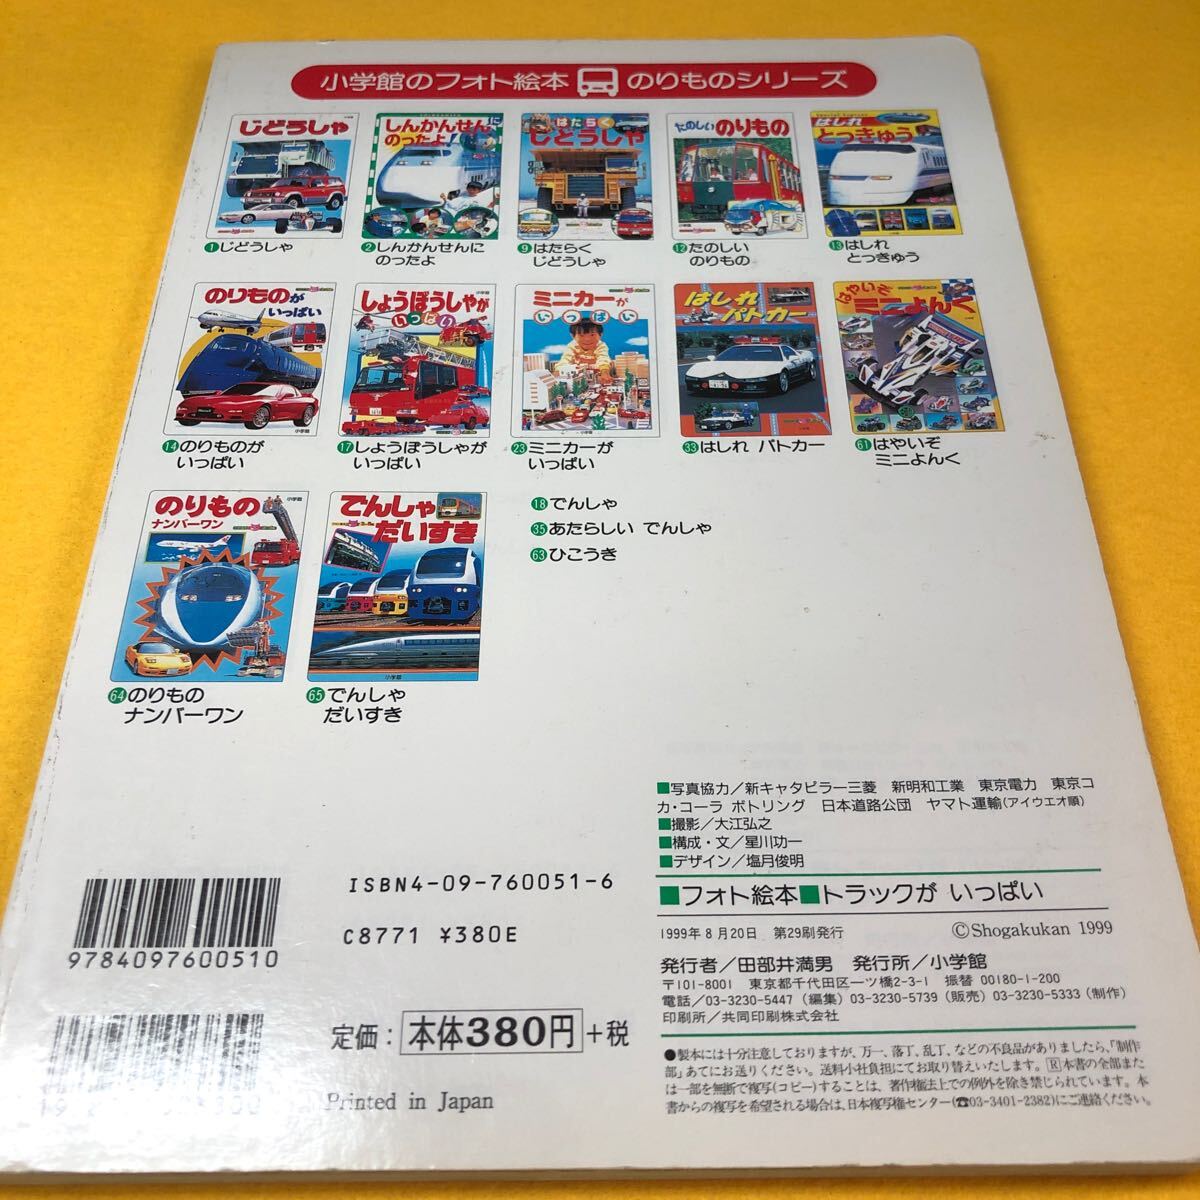 小学館のフォト絵本 のりものシリーズ
じどうしゃ
しんかんせんに
のったよ!
はたらく
じどうしゃ
たのしい のりもの
はしれ
とっきゅう
①じどうしゃ
②しんかんせんに
のったよ
⑨はたらく
じどうしゃ
⑫たのしい
のりもの
⑬はしれ
とっきゅう
のりものが
いっぱい
しょうぼうしゃが
いっぱい
ミニカーが
いっぱい
はしれ
パトカー
はやいぞ
ミニよんく
⑭のりものが
いっぱい
⑰しょうぼうしゃが
いっぱい
㉓ミニカーが
いっぱい
㉝はしれ パトカー
61はやいぞ
ミニよんく
のりもの
ナンバーワン
小学館
でんしゃ
だいすき
小学館
⑱でんしゃ
㉟あたらしい でんしゃ
63ひこうき
64のりもの
ナンバーワン
65でんしゃ
だいすき
■写真協力/新キャタピラー三菱 新明和工業 東京電力 東京コ
カ・コーラ ボトリング 日本道路公団 ヤマト運輸(アイウエオ順)
■撮影/大江弘之
■構成・文/星川功一
■デザイン/塩月俊明
■フォト絵本■トラックが いっぱい
1999年8月20日 第29刷発行 ©Shogakukan 1999
発行者/田部井満男 発行所/小学館
〒101-8001 東京都千代田区一ツ橋2-3-1 振替 00180-1-200
電話/03-3230-5447(編集)03-3230-5739(販売)03-3230-5333(制作)
印刷所/共同印刷株式会社
●製本には十分注意しておりますが、万一、落丁、乱丁、などの不良品がありましたら、「制作
部」あてにお送りください。送料小社負担にてお取り替えいたします。Ⓡ本書の全部また
は一部を無断で複写(コピー)することは、著作権法上での例外を除き禁じられています。本
書からの複写を希望される場合は、日本複写権センター(☎03-3401-2382)にご連絡ください。
ISBN4-09-760051-6
C8771 ¥380E
9784097600510
定価:本体380円+税
Printed in Japan